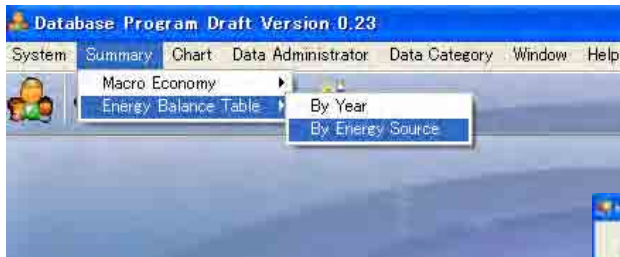 Database Program Draft Version 0.23
System Summary Chart Data Administrator Data Category Window Help
Macro Economy
Energy Balance Table
By Year
By Energy Source